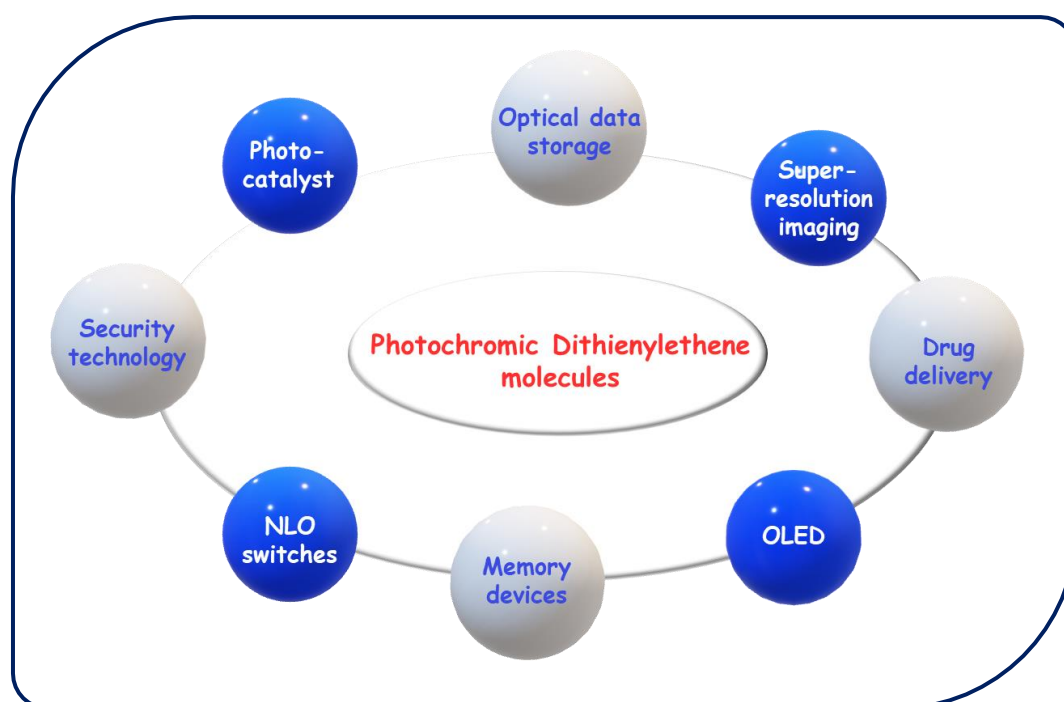 Optical data
storage
Photo-
catalyst
Super-
resolution
imaging
Security
technology
Photochromic Dithienylethene
molecules
Drug
delivery
NLO
switches
Memory
devices
OLED